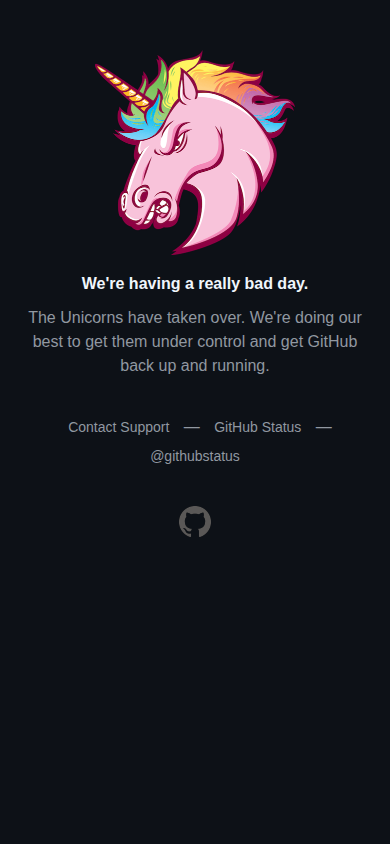 We're having a really bad day.
The Unicorns have taken over. We're doing our
best to get them under control and get GitHub
back up and running.
Contact Support — GitHub Status —
@githubstatus